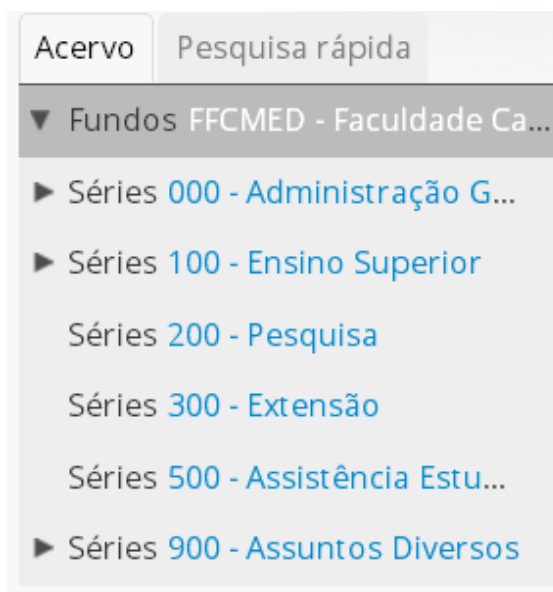 Acervo Pesquisa rápida
Fundos FFCMED - Faculdade Ca...
Séries 000 - Administração G...
Séries 100 - Ensino Superior
Séries 200 - Pesquisa
Séries 300 - Extensão
Séries 500 - Assistência Estu...
Séries 900 - Assuntos Diversos